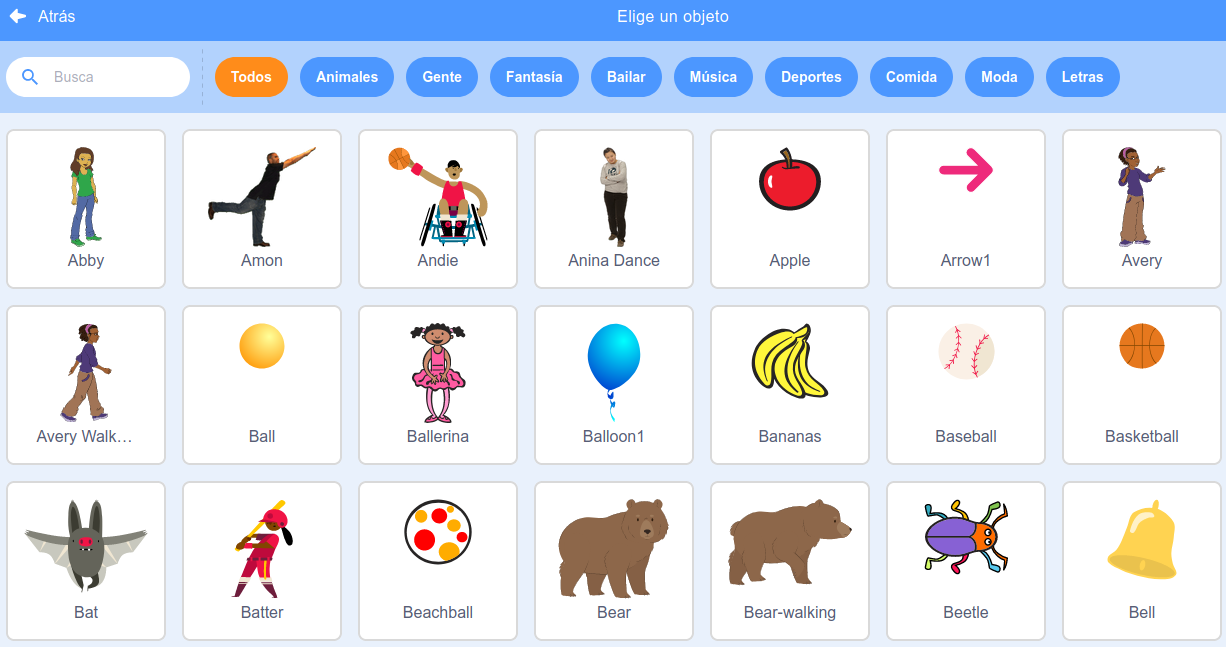 Atrás
Elige un objeto
Busca
Todos
Animales
Gente
Fantasía
Bailar
Música
Deportes
Comida
Moda
Letras
Abby
Amon
Andie
Anina Dance
Apple
Arrow1
Avery
Avery Walk…
Ball
Ballerina
Balloon1
Bananas
Baseball
Basketball
Bat
Batter
Beachball
Bear
Bear-walking
Beetle
Bell